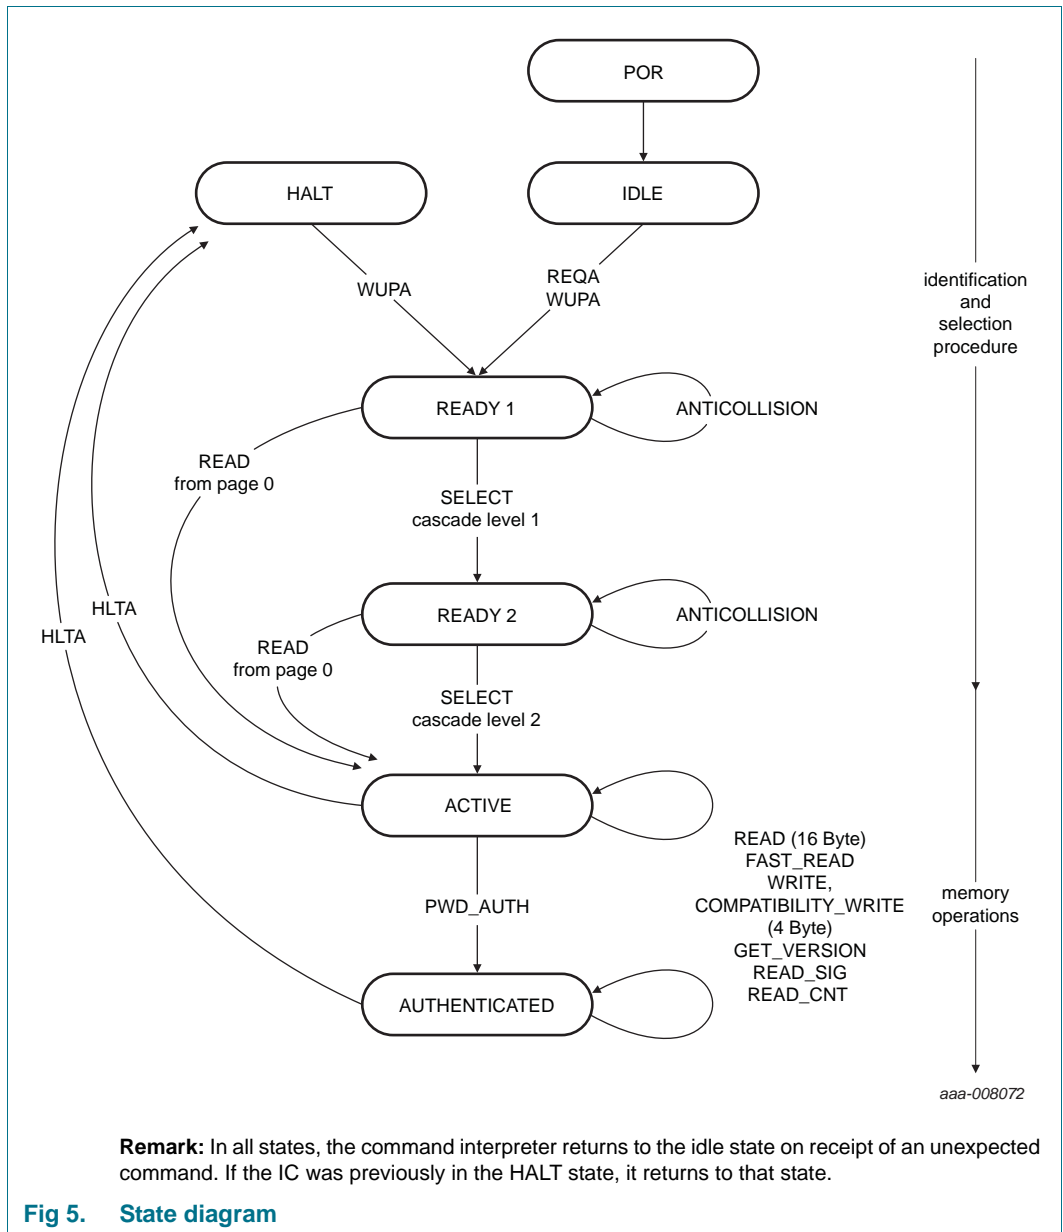 POR
HALT
IDLE
WUPA
REQA
WUPA
identification
and
selection
procedure
READY 1
ANTICOLLISION
READ
from page 0
SELECT
cascade level 1
HLTA
HLTA
READY 2
ANTICOLLISION
READ
from page 0
SELECT
cascade level 2
ACTIVE
READ (16 Byte)
FAST_READ
WRITE,
COMPATIBILITY_WRITE
(4 Byte)
GET_VERSION
READ_SIG
READ_CNT
memory
operations
PWD_AUTH
AUTHENTICATED
aaa-008072
Remark: In all states, the command interpreter returns to the idle state on receipt of an unexpected
command. If the IC was previously in the HALT state, it returns to that state.
Fig 5. State diagram